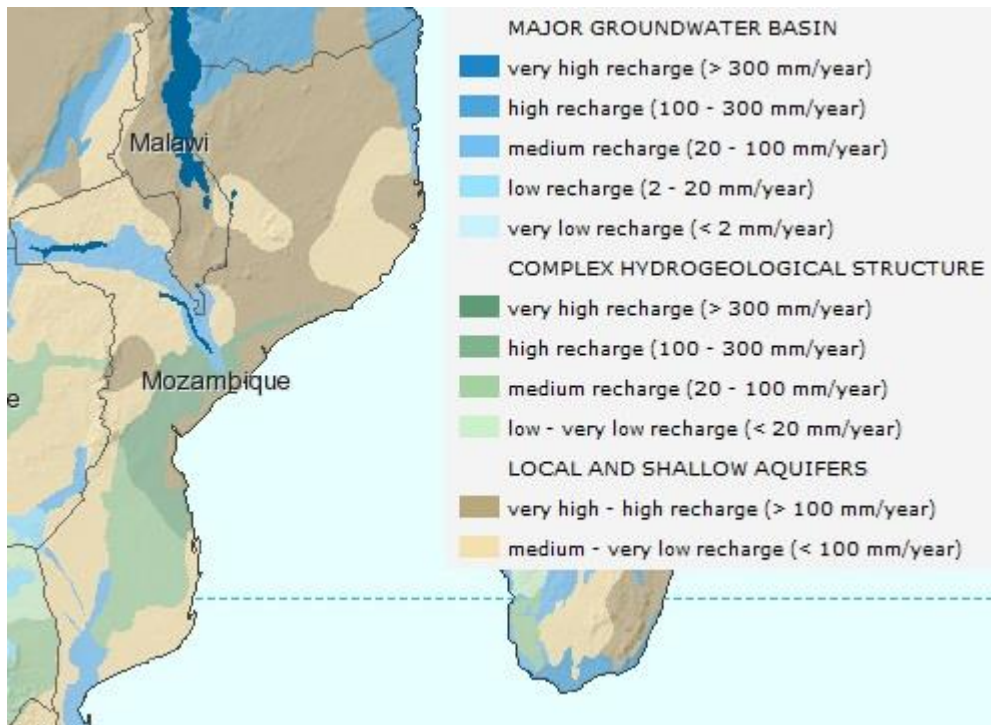 MAJOR GROUNDWATER BASIN
very high recharge (> 300 mm/year)
high recharge (100 - 300 mm/year)
medium recharge (20 - 100 mm/year)
low recharge (2 - 20 mm/year)
very low recharge (< 2 mm/year)
COMPLEX HYDROGEOLOGICAL STRUCTURE
very high recharge (> 300 mm/year)
high recharge (100 - 300 mm/year)
medium recharge (20 - 100 mm/year)
low - very low recharge (< 20 mm/year)
LOCAL AND SHALLOW AQUIFERS
very high - high recharge (> 100 mm/year)
medium - very low recharge (< 100 mm/year)
Malawi
Mozambique
e